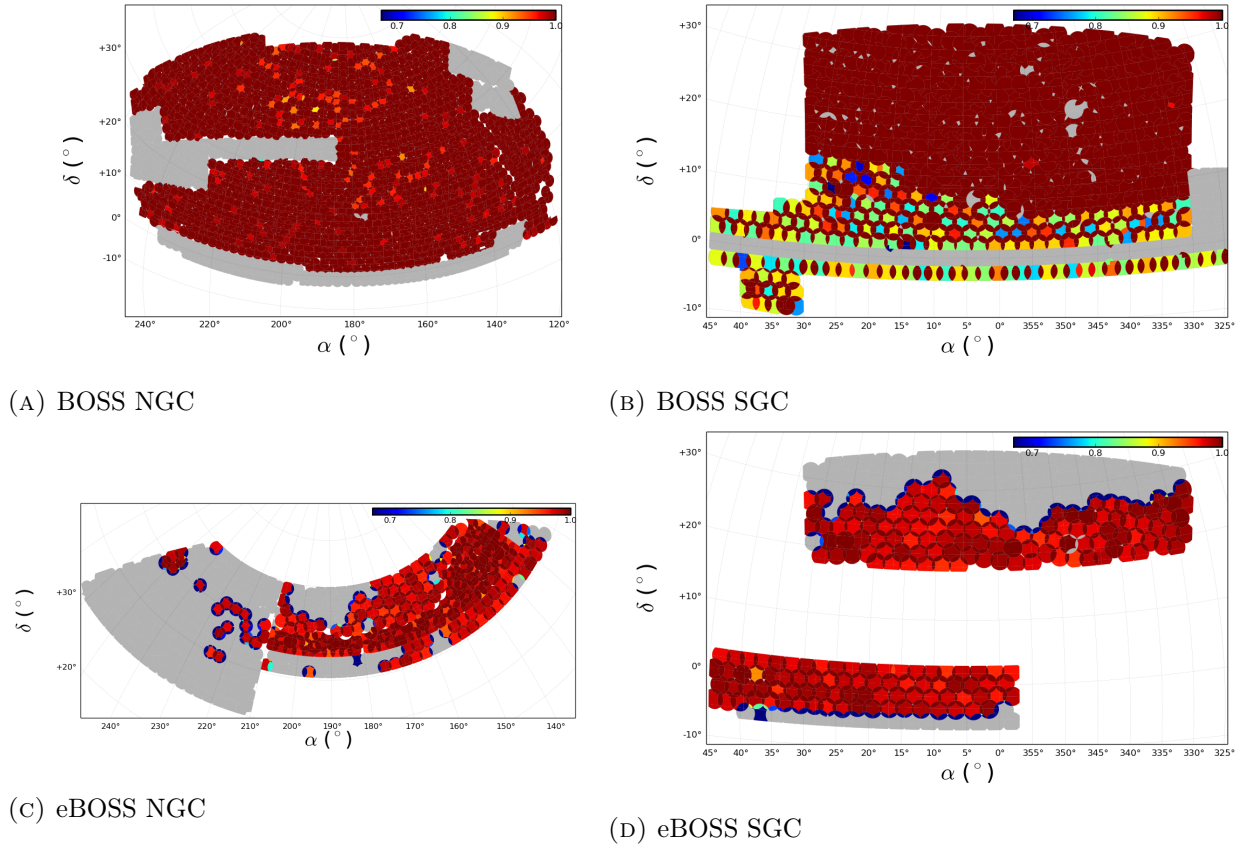 0.7 0.8 0.9 1.0
+30°
+20°
+10°
0°
-10°
δ (°)
240° 220° 200° 180° 160° 140° 120°
α (°)
(A) BOSS NGC
0.7 0.8 0.9 1.0
+30°
+20°
+10°
0°
-10°
δ (°)
45° 40° 35° 30° 25° 20° 15° 10° 5° 0° 355° 350° 345° 340° 335° 330° 325°
α (°)
(B) BOSS SGC
0.7 0.8 0.9 1.0
+30°
+20°
δ (°)
240° 220° 200° 190° 180° 170° 160° 150° 140°
α (°)
(C) eBOSS NGC
0.7 0.8 0.9 1.0
+30°
+20°
+10°
0°
-10°
δ (°)
45° 40° 35° 30° 25° 20° 15° 10° 5° 0° 350° 345° 340° 335° 330° 325°
α (°)
(D) eBOSS SGC